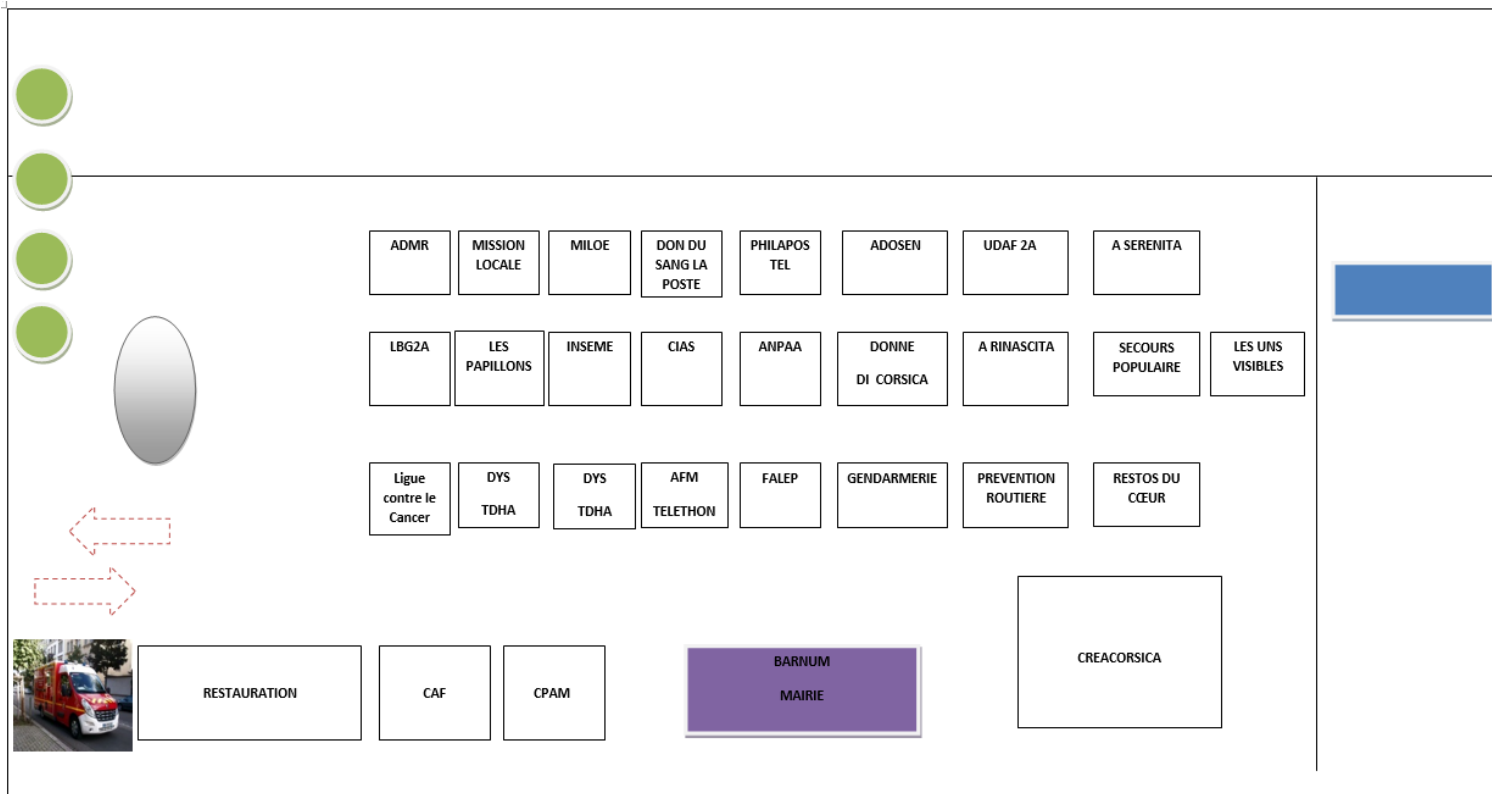 ADMR
MISSION
LOCALE
MILOE
DON DU
SANG LA
POSTE
PHILAPOS
TEL
ADOSEN
UDAF 2A
A SERENITA
LBG2A
LES
PAPILLONS
INSEME
CIAS
ANPAA
DONNE
DI CORSICA
A RINASCITA
SECOURS
POPULAIRE
LES UNS
VISIBLES
Ligue
contre le
Cancer
DYS
TDHA
DYS
TDHA
AFM
TELETHON
FALEP
GENDARMERIE
PREVENTION
ROUTIERE
RESTOS DU
CŒUR
RESTAURATION
CAF
CPAM
BARNUM
MAIRIE
CREACORSICA